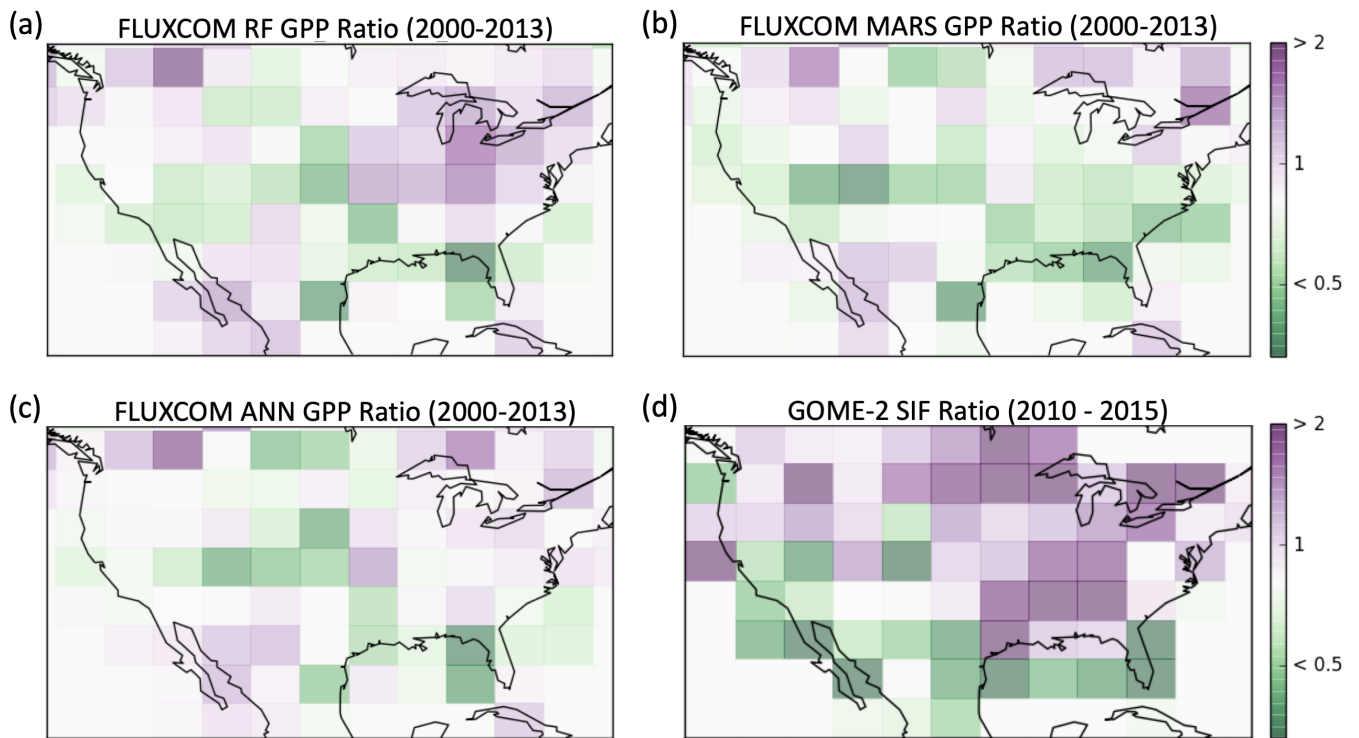 (a) FLUXCOM RF GPP Ratio (2000-2013)
(b) FLUXCOM MARS GPP Ratio (2000-2013)
> 2
1
< 0.5
(c) FLUXCOM ANN GPP Ratio (2000-2013)
(d) GOME-2 SIF Ratio (2010 - 2015)
> 2
1
< 0.5